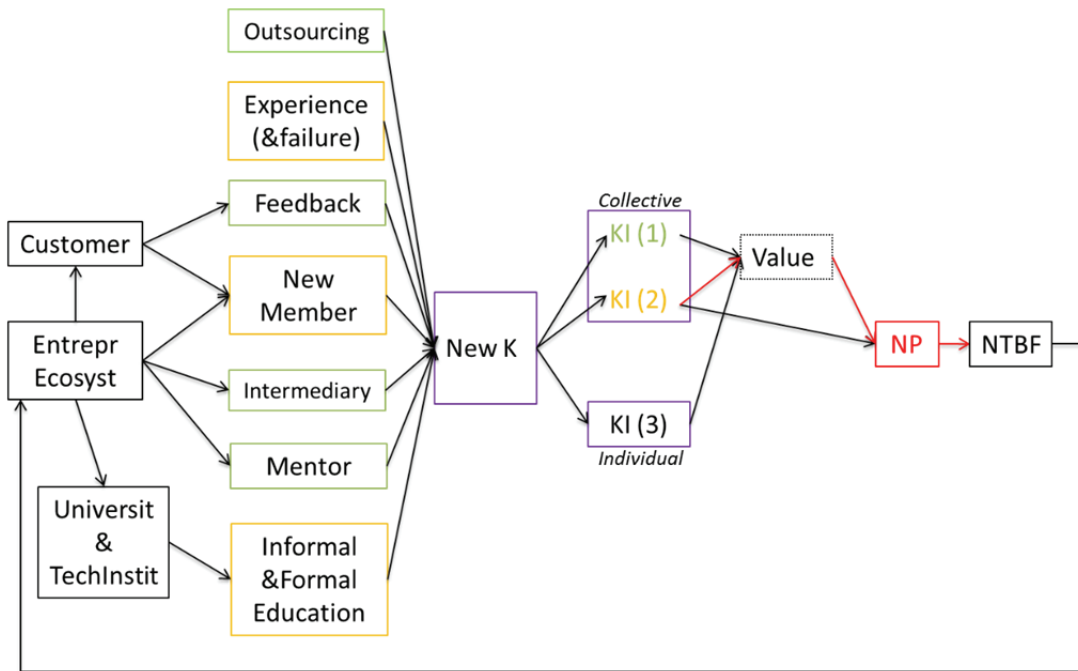 Outsourcing
Experience
(&failure)
Feedback
Customer
New
Member
Entrepr
Ecosyst
Intermediary
Mentor
Universit
&
TechInstit
Informal
&Formal
Education
New K
Collective
KI (1)
KI (2)
KI (3)
Individual
Value
NP
NTBF